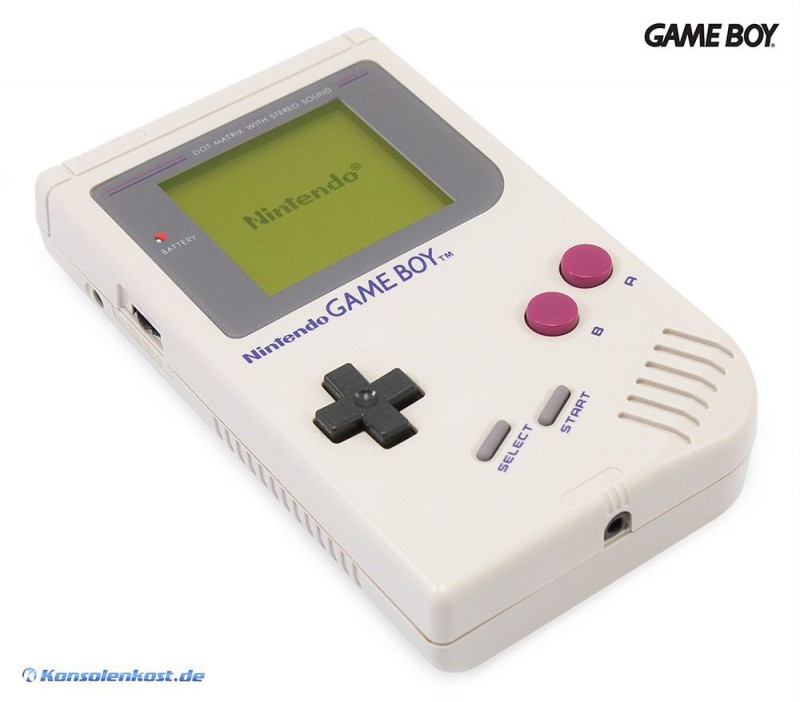 GAME BOY®
DOT MATRIX WITH STEREO SOUND
Nintendo®
BATTERY
Nintendo GAME BOY™
A
B
SELECT
START
Konsolenkost.de